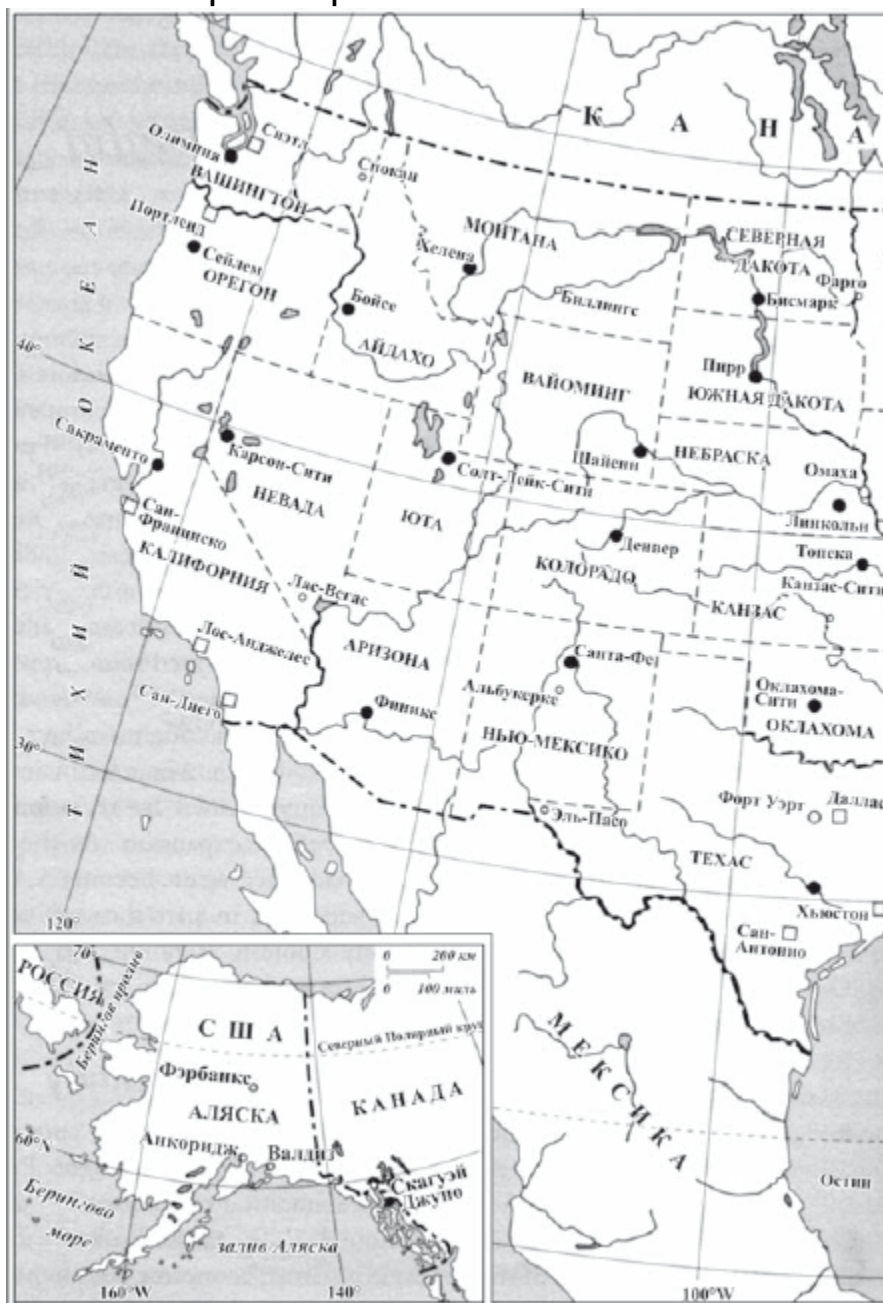 К А Н А
Олимпия
Сиэтл
Спокан
ВАШИНГТОН
Портленд
МОНТАНА
СЕВЕРНАЯ
ДАКОТА
Фарго
Сейлем
ОРЕГОН
Хелена
Биллингс
Бисмарк
Бойсе
АЙДАХО
Пирр
ВАЙОМИНГ
ЮЖНАЯ ДАКОТА
40°
Сакраменто
Карсон-Сити
Солт-Лейк-Сити
Шайенн
НЕБРАСКА
Омаха
Линкольн
НЕВАДА
ЮТА
Сан-
Франциско
Денвер
КОЛОРАДО
Топека
Канзас-Сити
КАЛИФОРНИЯ
Лас-Вегас
КАНЗАС
Лос-Анджелес
АРИЗОНА
Санта-Фе
Альбукерке
Оклахома-
Сити
ОКЛАХОМА
Сан-Диего
Финикс
НЬЮ-МЕКСИКО
30°
Т И Х И Й О К Е А Н
Эль-Пасо
Форт Уэрт
Даллас
ТЕХАС
Хьюстон
Сан-
Антонио
120°
М Е К С И К А
Остин
100°W
70°
0 200 км
0 100 миль
РОССИЯ
Берингов пролив
С Ш А
Северный Полярный круг
Фэрбанкс
АЛЯСКА
КАНАДА
Анкоридж
Валдиз
60°N
Скагуэй
Джуно
Берингово
море
залив Аляска
160°W
140°